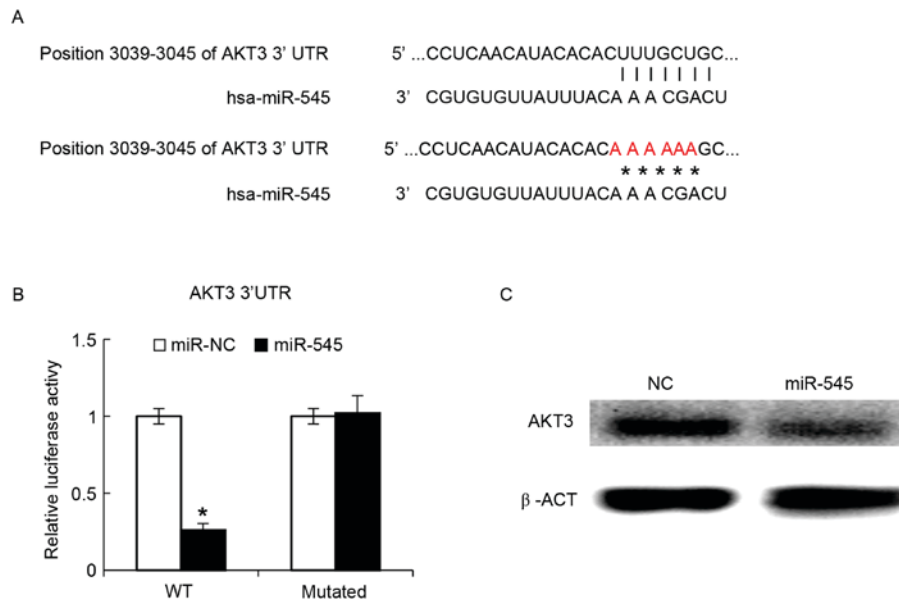 A
Position 3039-3045 of AKT3 3' UTR 5' ...CCUCAACAUACACACUUUGCUGC...
hsa-miR-545 3' CGUGUGUUAUUUACA A A CGACU
Position 3039-3045 of AKT3 3' UTR 5' ...CCUCAACAUACACACA A A AAAGC...
* * * * *
hsa-miR-545 3' CGUGUGUUAUUUACA A A CGACU
B
AKT3 3'UTR
miR-NC miR-545
Relative luciferase activy
1.5
1
0.5
0
*
WT Mutated
C
NC miR-545
AKT3
β-ACT